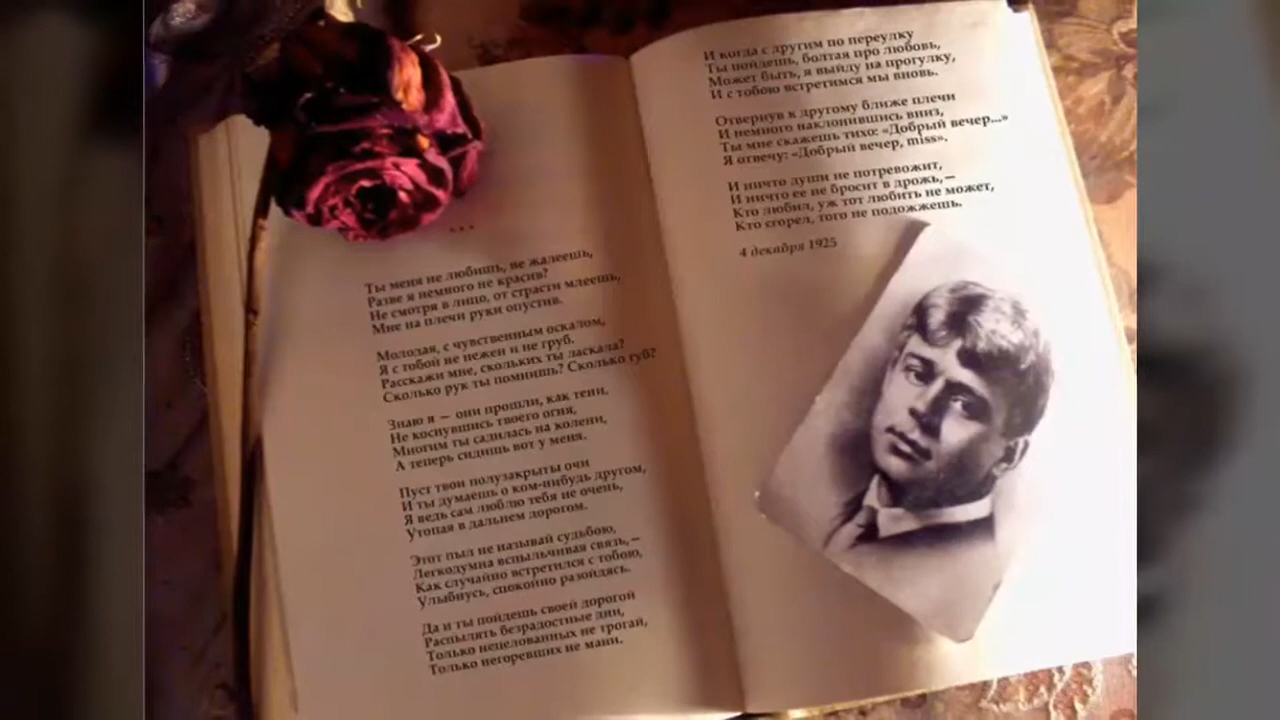 * * *
Ты меня не любишь, не жалеешь,
Разве я немного не красив?
Не смотря в лицо, от страсти млеешь,
Мне на плечи руки опустив.
Молодая, с чувственным оскалом,
Я с тобой не нежен и не груб.
Расскажи мне, скольких ты ласкала?
Сколько рук ты помнишь? Сколько губ?
Знаю я — они прошли, как тени,
Не коснувшись твоего огня,
Многим ты садилась на колени,
А теперь сидишь вот у меня.
Пуст твои полузакрыты очи
И ты думаешь о ком-нибудь другом,
Я ведь сам люблю тебя не очень,
Утопая в дальнем дорогом.
Этот пыл не называй судьбою,
Легкодумна вспыльчивая связь,—
Как случайно встретился с тобою,
Улыбнусь, спокойно разойдясь.
Да и ты пойдешь своей дорогой
Распылять безрадостные дни,
Только нецелованных не трогай,
Только негоревших не мани.
И когда с другим по переулку
Ты пойдешь, болтая про любовь,
Может быть, я выйду на прогулку,
И с тобою встретимся мы вновь.
Отвернув к другому ближе плечи
И немного наклонившись вниз,
Ты мне скажешь тихо: «Добрый вечер...»
Я отвечу: «Добрый вечер, miss».
И ничто души не потревожит,
И ничто ее не бросит в дрожь,—
Кто любил, уж тот любить не может,
Кто сгорел, того не подожжешь.
4 декабря 1925